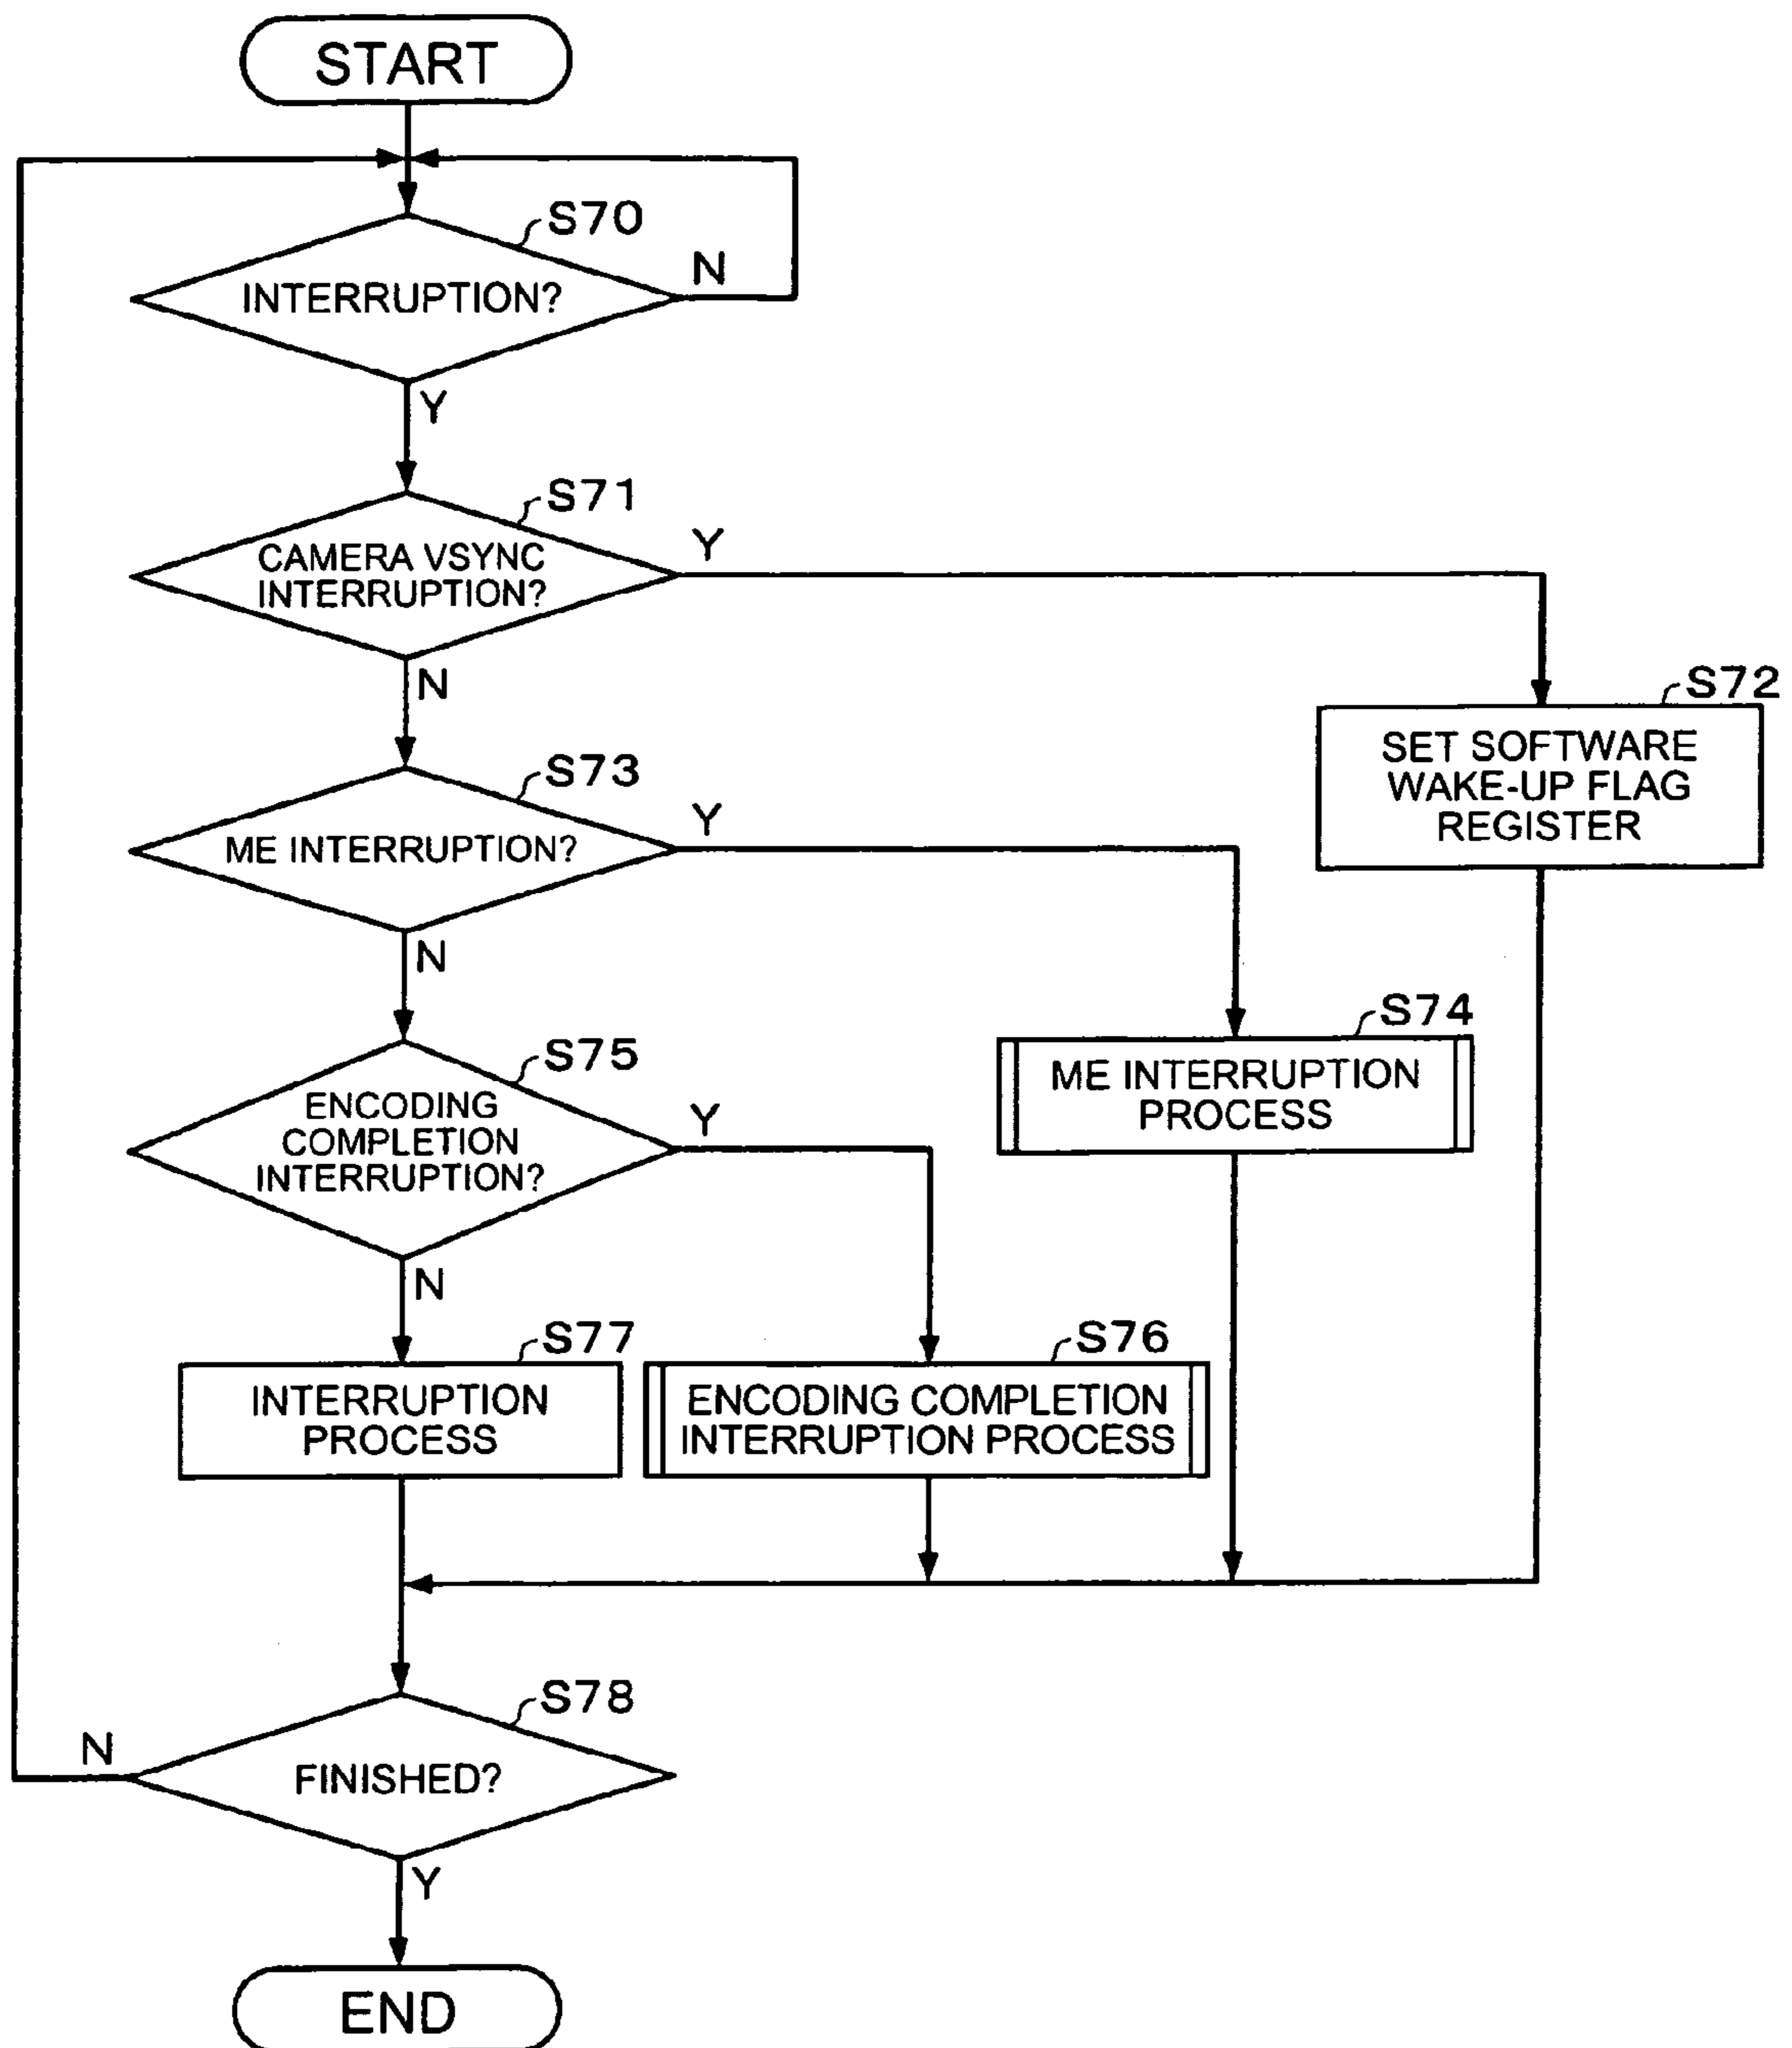 START
S70
INTERRUPTION?
N
Y
S71
CAMERA VSYNC
INTERRUPTION?
Y
N
S72
SET SOFTWARE
WAKE-UP FLAG
REGISTER
S73
ME INTERRUPTION?
Y
N
S74
ME INTERRUPTION
PROCESS
S75
ENCODING
COMPLETION
INTERRUPTION?
Y
N
S77
INTERRUPTION
PROCESS
S76
ENCODING COMPLETION
INTERRUPTION PROCESS
S78
FINISHED?
N
Y
END